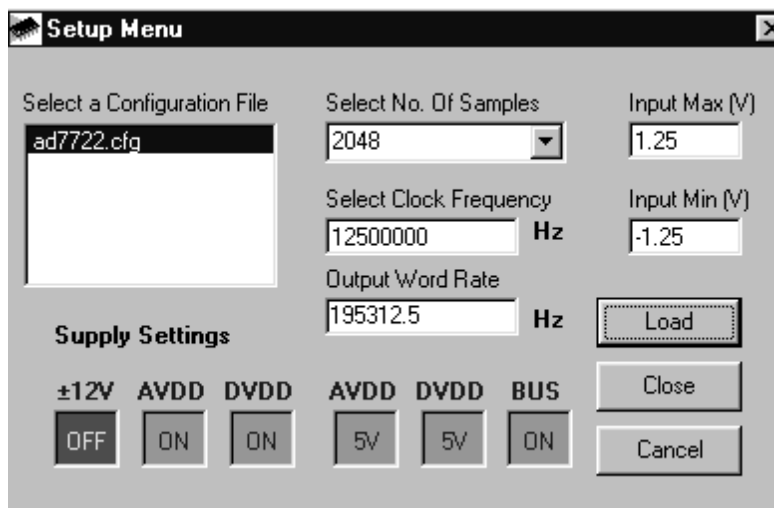 Setup Menu
Select a Configuration File
ad7722.cfg
Select No. Of Samples
2048
Input Max (V)
1.25
Select Clock Frequency
12500000 Hz
Input Min (V)
-1.25
Output Word Rate
195312.5 Hz
Load
Supply Settings
±12V AVDD DVDD AVDD DVDD BUS
OFF ON ON 5V 5V ON
Close
Cancel